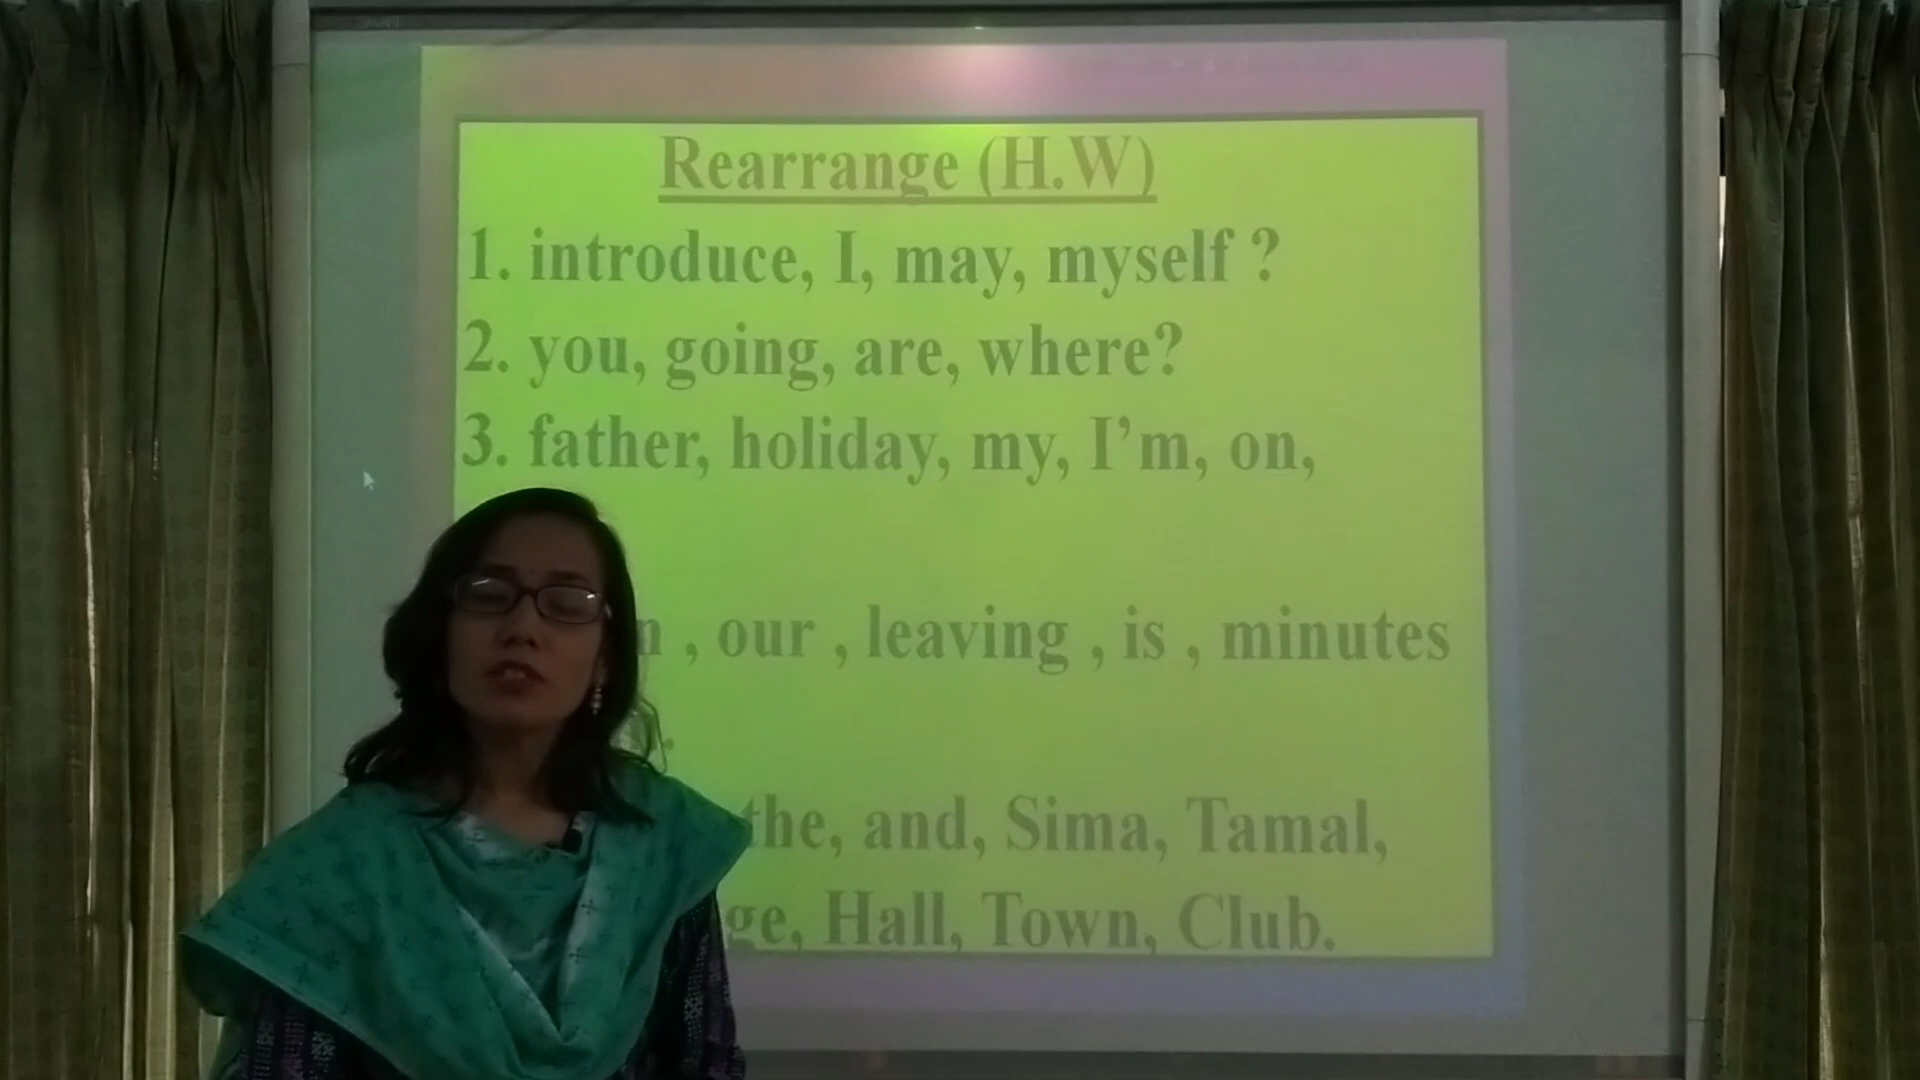 Rearrange (H.W)
1. introduce, I, may, myself ?
2. you, going, are, where?
3. father, holiday, my, I’m, on,
, our , leaving , is , minutes
.
the, and, Sima, Tamal,
Hall, Town, Club.